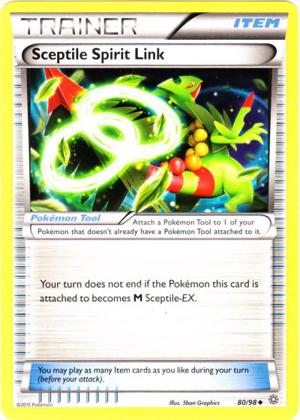 TRAINER ITEM
Sceptile Spirit Link
Pokémon Tool
Attach a Pokémon Tool to 1 of your
Pokémon that doesn't already have a Pokémon Tool attached to it.
Your turn does not end if the Pokémon this card is
attached to becomes M Sceptile-EX.
You may play as many Item cards as you like during your turn
(before your attack).
©2015 Pokémon
Illus. 5ban Graphics
80/98